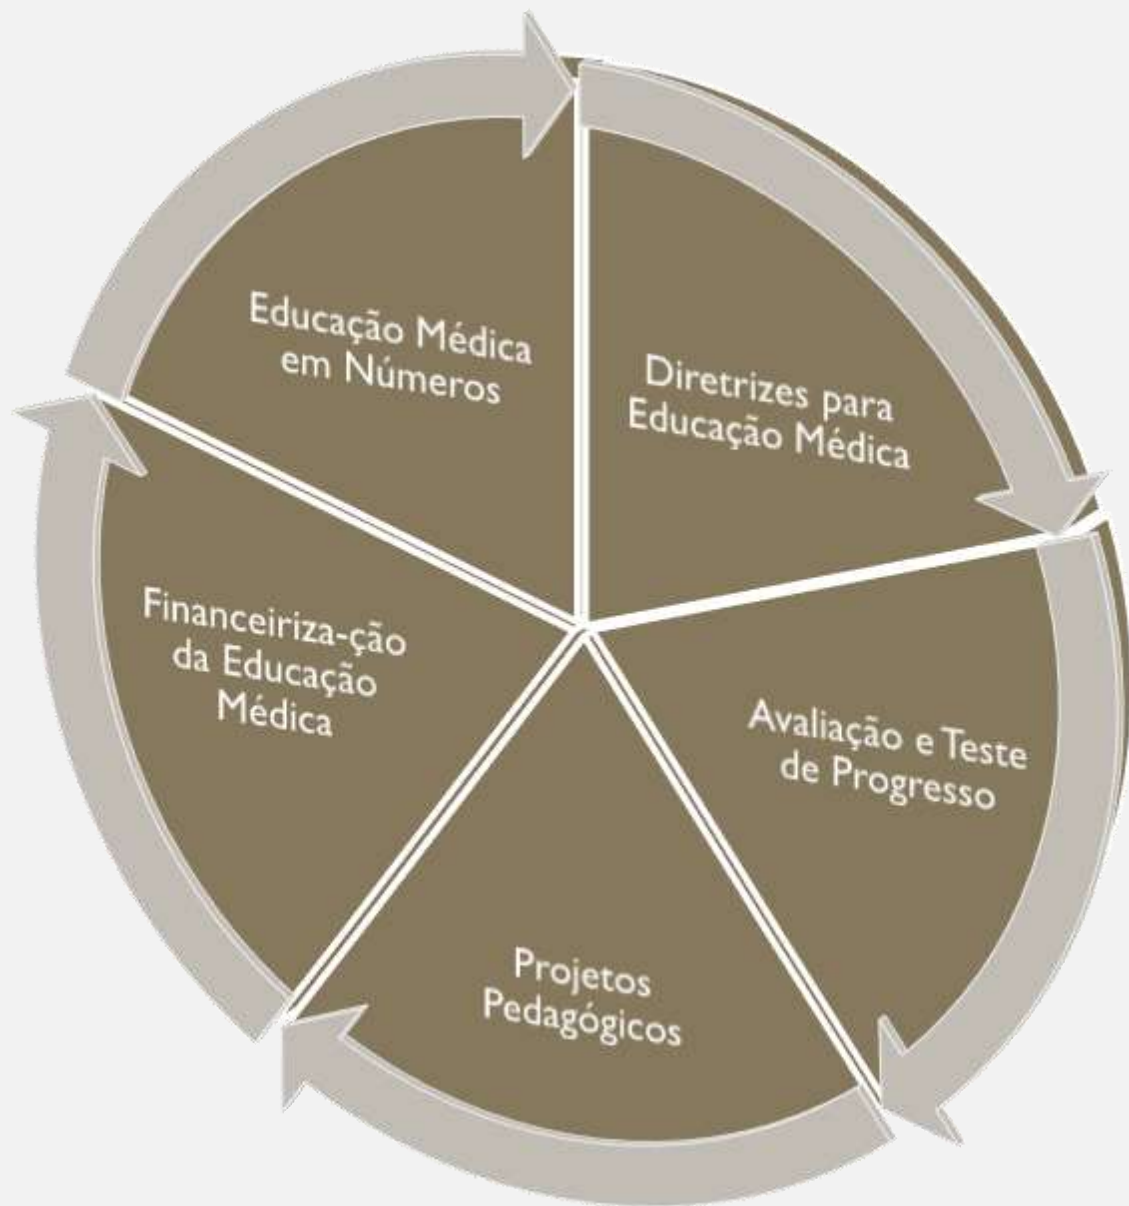 Educação Médica
em Números
Diretrizes para
Educação Médica
Avaliação e Teste
de Progresso
Projetos
Pedagógicos
Financeiriza-ção
da Educação
Médica